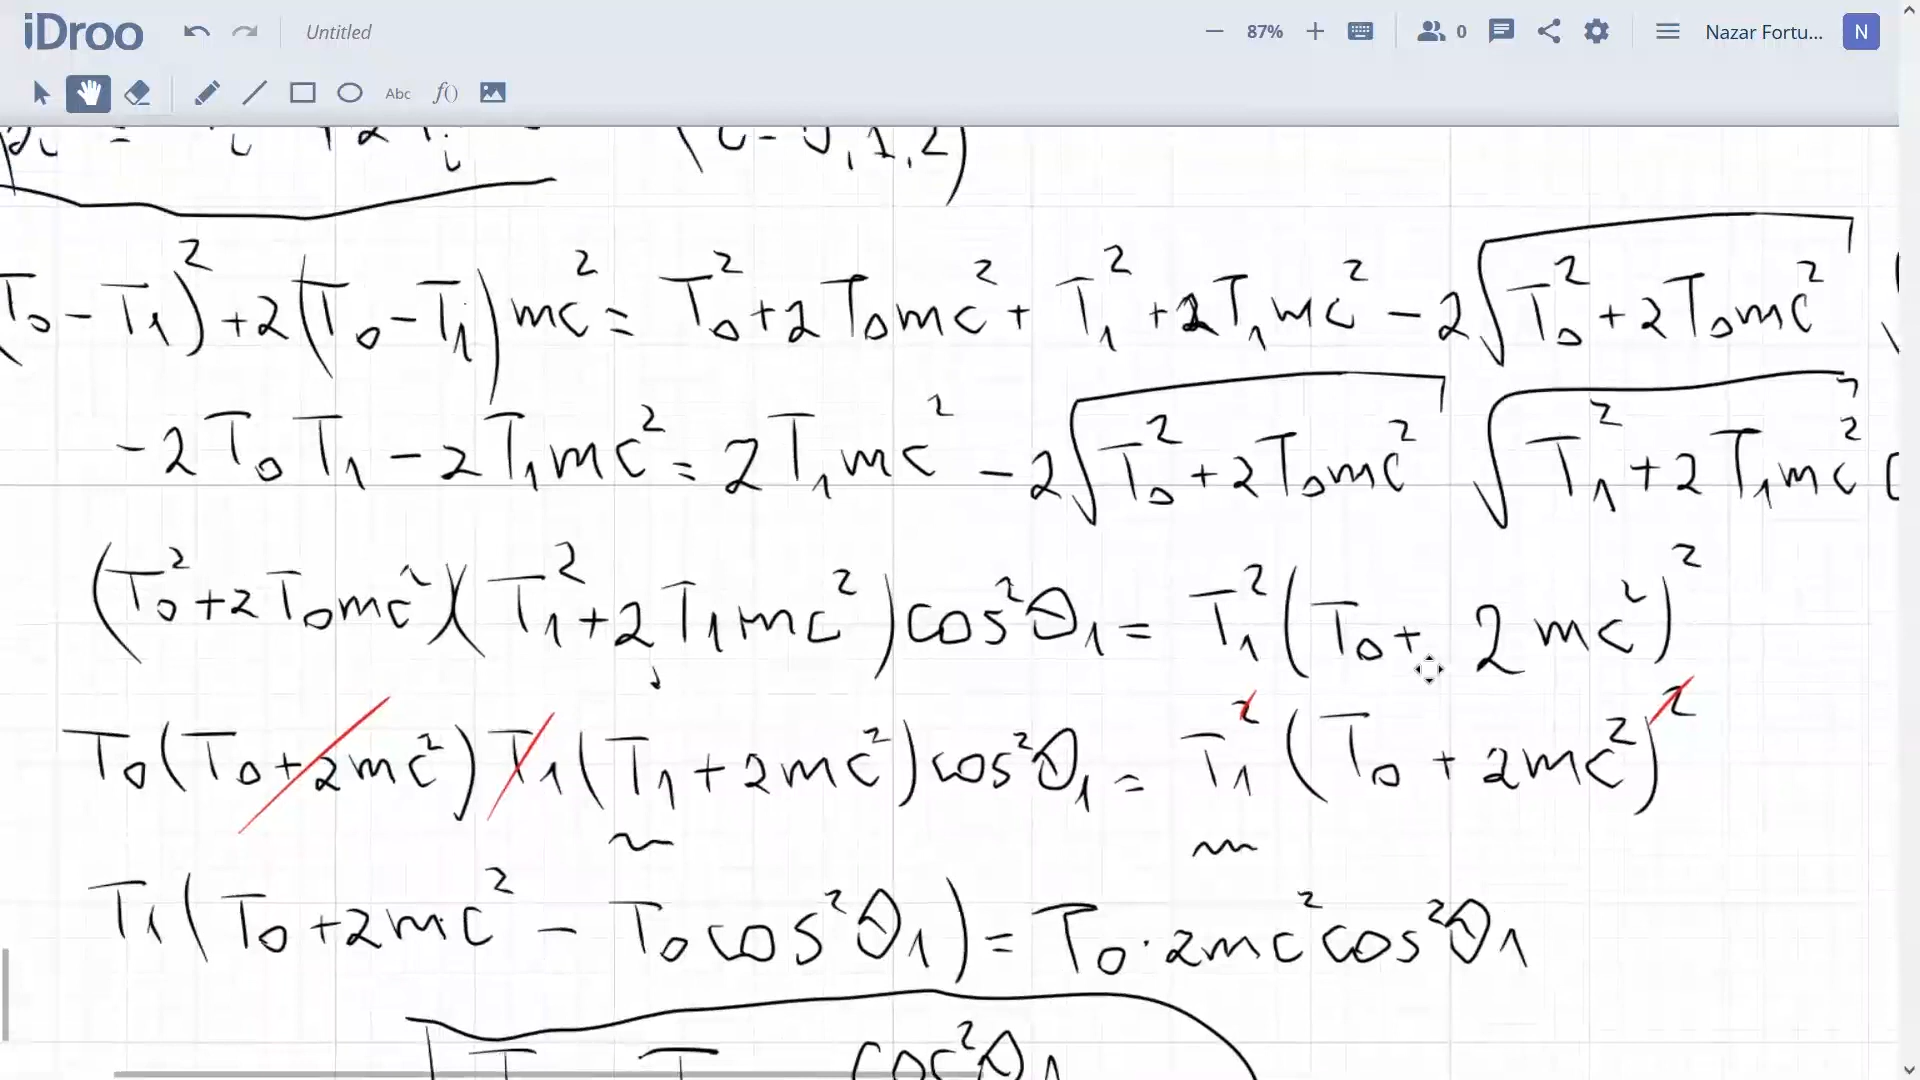 iDroo Untitled 87% 0 Nazar Fortu... N
Abc f()
(T₀ - T₁)² + 2(T₀ - T₁)mc² = T₀² + 2T₀mc² + T₁² + 2T₁mc² - 2√(T₀² + 2T₀mc²)
-2T₀T₁ - 2T₁mc² = 2T₁mc² - 2√(T₀² + 2T₀mc²) √(T₁² + 2T₁mc²)
(T₀² + 2T₀mc²)(T₁² + 2T₁mc²)cos²θ₁ = T₁²(T₀ + 2mc²)²
T₀(T₀ + 2mc²)T₁(T₁ + 2mc²)cos²θ₁ = T₁²(T₀ + 2mc²)²
T₁(T₀ + 2mc² - T₀cos²θ₁) = T₀·2mc²cos²θ₁
cos²θ₁